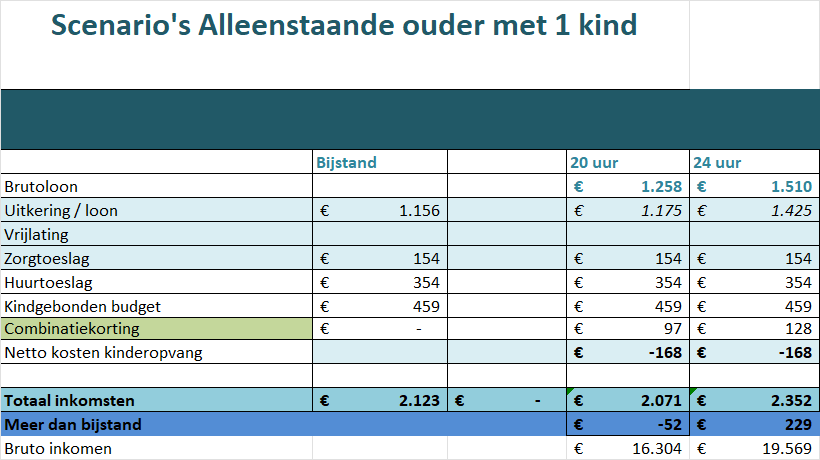 Scenario's Alleenstaande ouder met 1 kind
Bijstand 20 uur 24 uur
Brutoloon € 1.258 € 1.510
Uitkering / loon € 1.156 € 1.175 € 1.425
Vrijlating
Zorgtoeslag € 154 € 154 € 154
Huurtoeslag € 354 € 354 € 354
Kindgebonden budget € 459 € 459 € 459
Combinatiekorting € - € 97 € 128
Netto kosten kinderopvang € -168 € -168
Totaal inkomsten € 2.123 € - € 2.071 € 2.352
Meer dan bijstand € -52 € 229
Bruto inkomen € 16.304 € 19.569